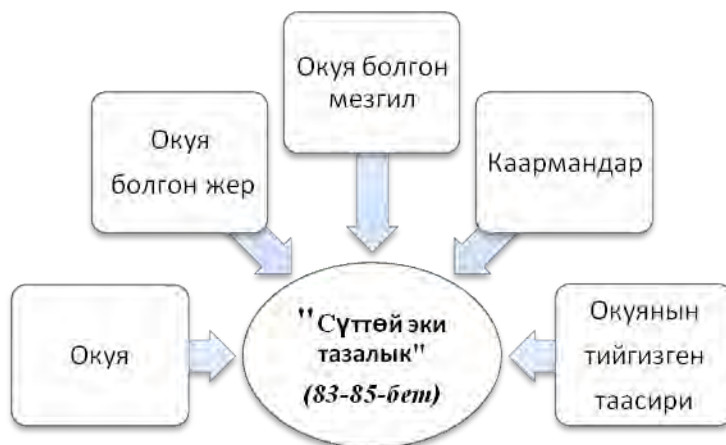 Окуя болгон
мезгил
Окуя
болгон жер
Каармандар
Окуя
"Сүттөй эки
тазалык"
(83-85-бет)
Окуянын
тийгизген
таасири